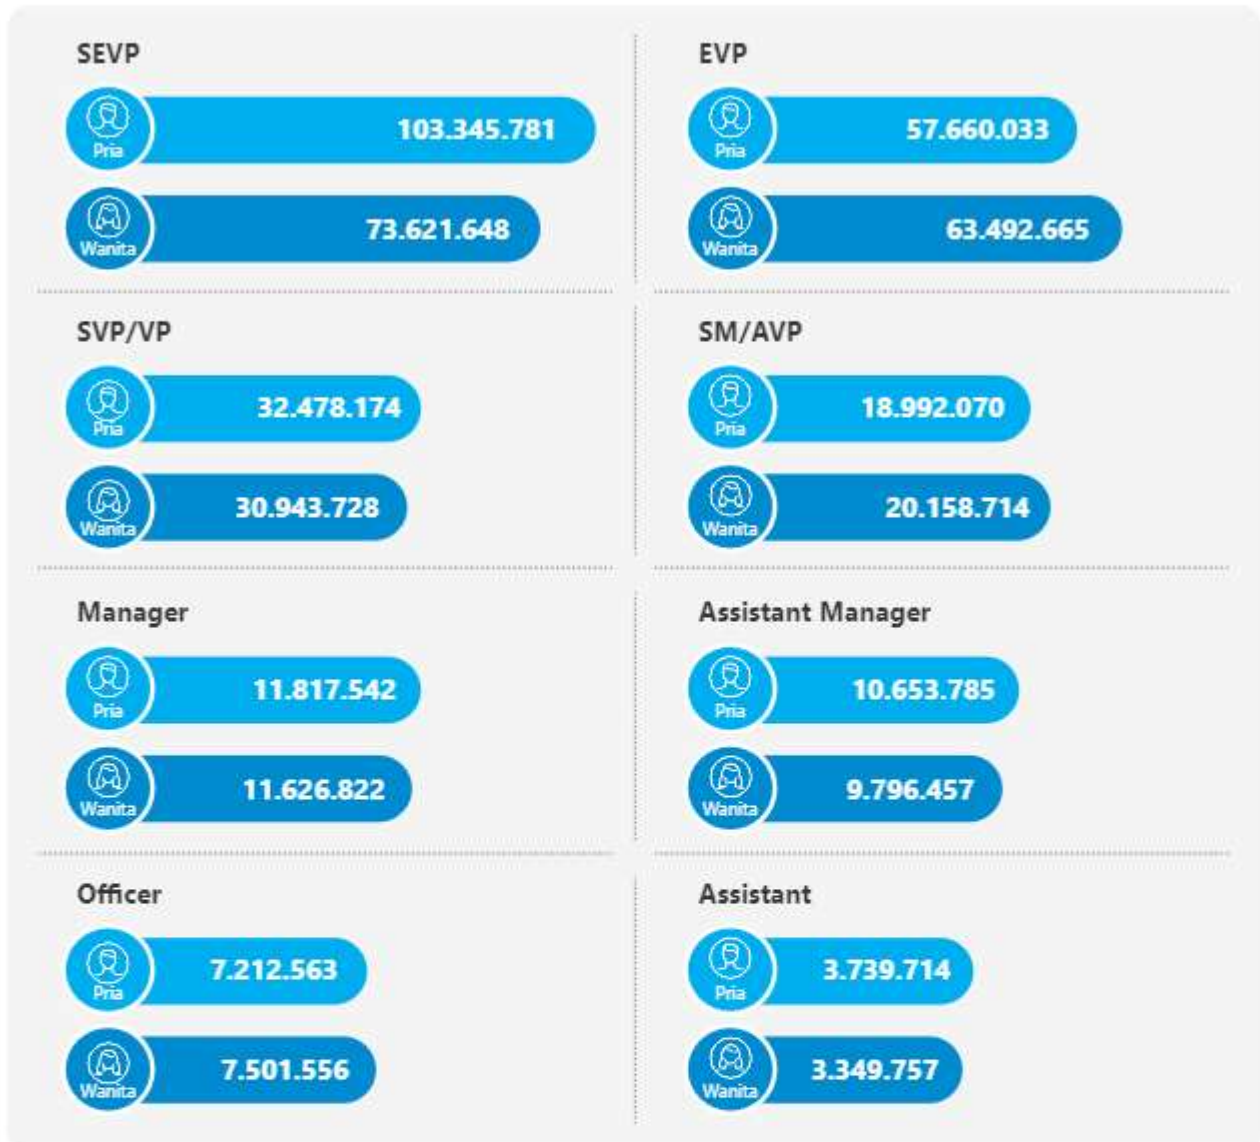 SEVP
Pria 103.345.781
Wanita 73.621.648
EVP
Pria 57.660.033
Wanita 63.492.665
SVP/VP
Pria 32.478.174
Wanita 30.943.728
SM/AVP
Pria 18.992.070
Wanita 20.158.714
Manager
Pria 11.817.542
Wanita 11.626.822
Assistant Manager
Pria 10.653.785
Wanita 9.796.457
Officer
Pria 7.212.563
Wanita 7.501.556
Assistant
Pria 3.739.714
Wanita 3.349.757